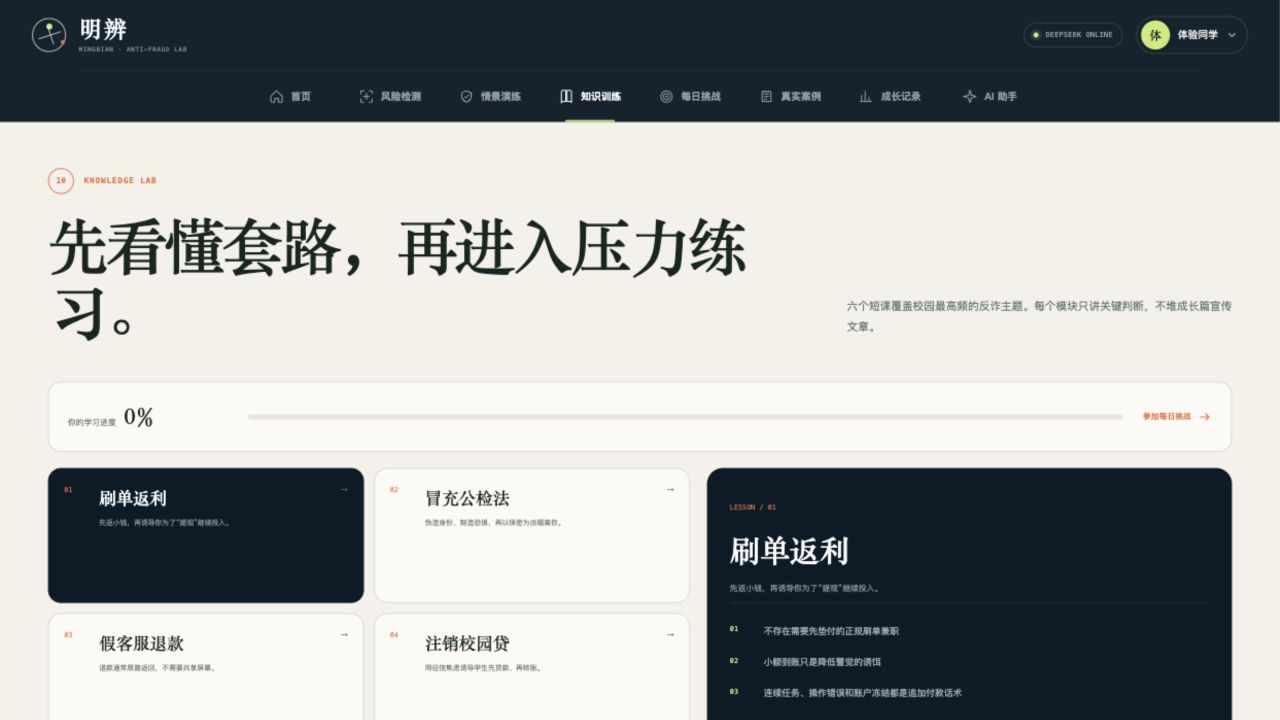 明辨
MINGBIAN · ANTI-FRAUD LAB
DEEPSEEK ONLINE
体
体验同学
首页
风险检测
情景演练
知识训练
每日挑战
真实案例
成长记录
AI 助手
10
KNOWLEDGE LAB
先看懂套路，再进入压力练
习。
六个短课覆盖校园最高频的反诈主题。每个模块只讲关键判断，不堆成长篇宣传
文章。
你的学习进度 0%
参加每日挑战 →
01
刷单返利
→
先返小钱，再诱导你为了“提现”继续投入。
02
冒充公检法
→
伪造身份、制造恐惧，再以保密为由隔离你。
03
假客服退款
→
退款通常原路返回，不需要共享屏幕。
04
注销校园贷
→
用征信焦虑诱导学生先贷款、再转账。
LESSON / 01
刷单返利
先返小钱，再诱导你为了“提现”继续投入。
01 不存在需要先垫付的正规刷单兼职
02 小额到账只是降低警觉的诱饵
03 连续任务、操作错误和账户冻结都是追加付款话术